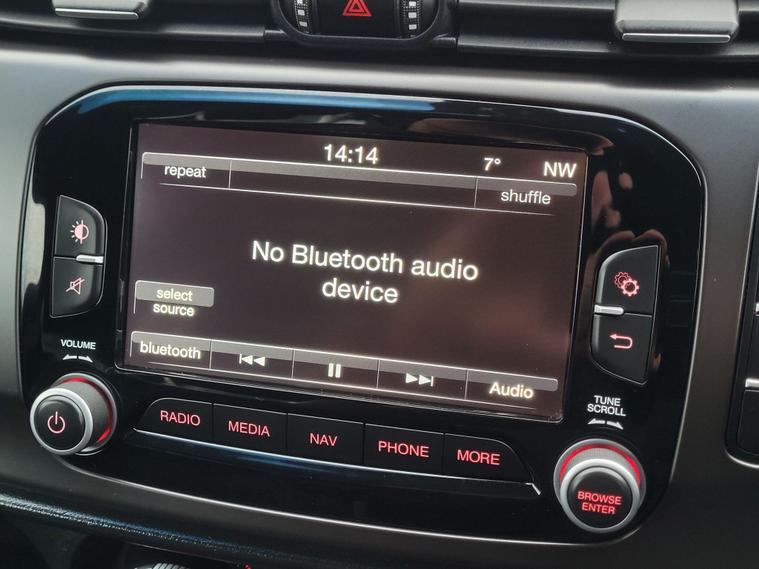 14:14 7° NW
repeat
shuffle
No Bluetooth audio
device
select
source
bluetooth
Audio
VOLUME
TUNE
SCROLL
RADIO MEDIA NAV PHONE MORE
BROWSE
ENTER